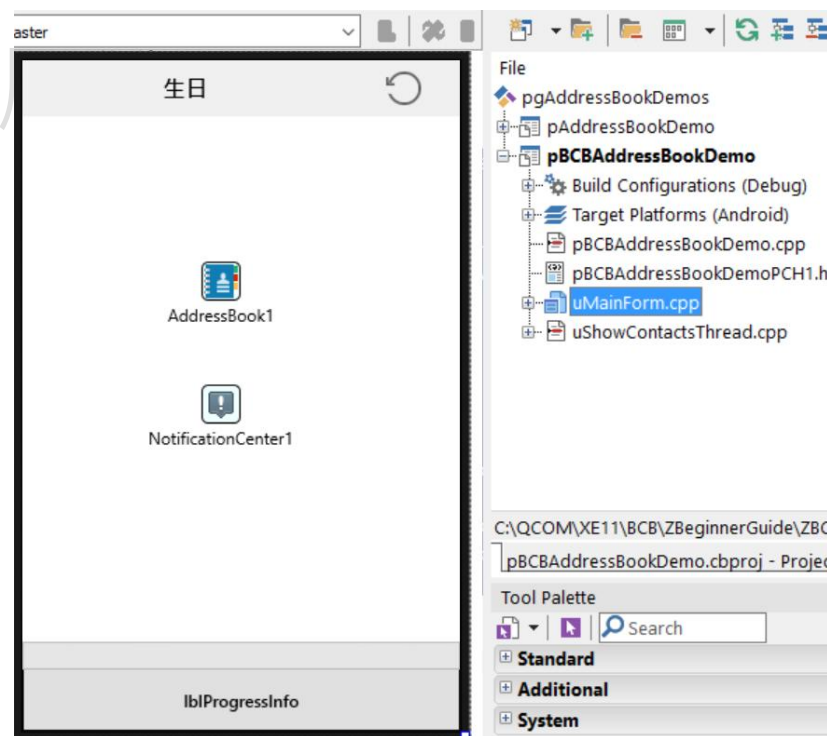 aster
生日
AddressBook1
NotificationCenter1
lblProgressInfo
File
pgAddressBookDemos
pAddressBookDemo
pBCBAddressBookDemo
Build Configurations (Debug)
Target Platforms (Android)
pBCBAddressBookDemo.cpp
pBCBAddressBookDemoPCH1.h
uMainForm.cpp
uShowContactsThread.cpp
C:\QCOM\XE11\BCB\ZBeginnerGuide\ZBC
pBCBAddressBookDemo.cbproj - Projec
Tool Palette
Search
Standard
Additional
System